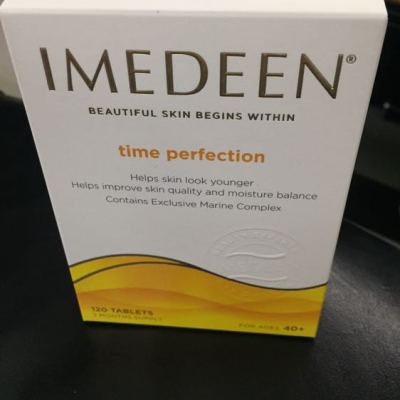 IMEDEEN®
BEAUTIFUL SKIN BEGINS WITHIN
time perfection
Helps skin look younger
Helps improve skin quality and moisture balance
Contains Exclusive Marine Complex
120 TABLETS
2 MONTHS SUPPLY
FOR AGES 40+